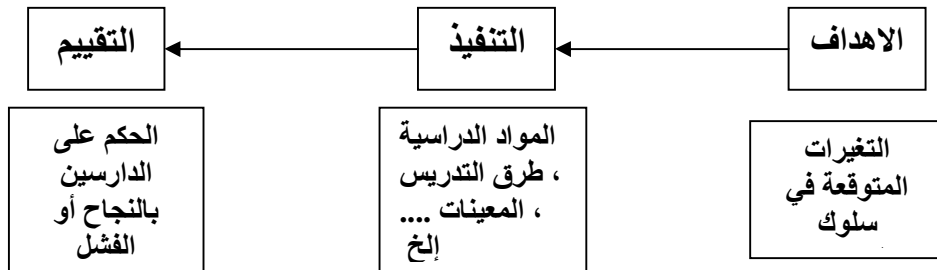 الاهداف
التنفيذ
التقييم
التغيرات
المتوقعة في
سلوك
المواد الدراسية
، طرق التدريس
، المعينات ....
إلخ
الحكم على
الدارسين
بالنجاح أو
الفشل